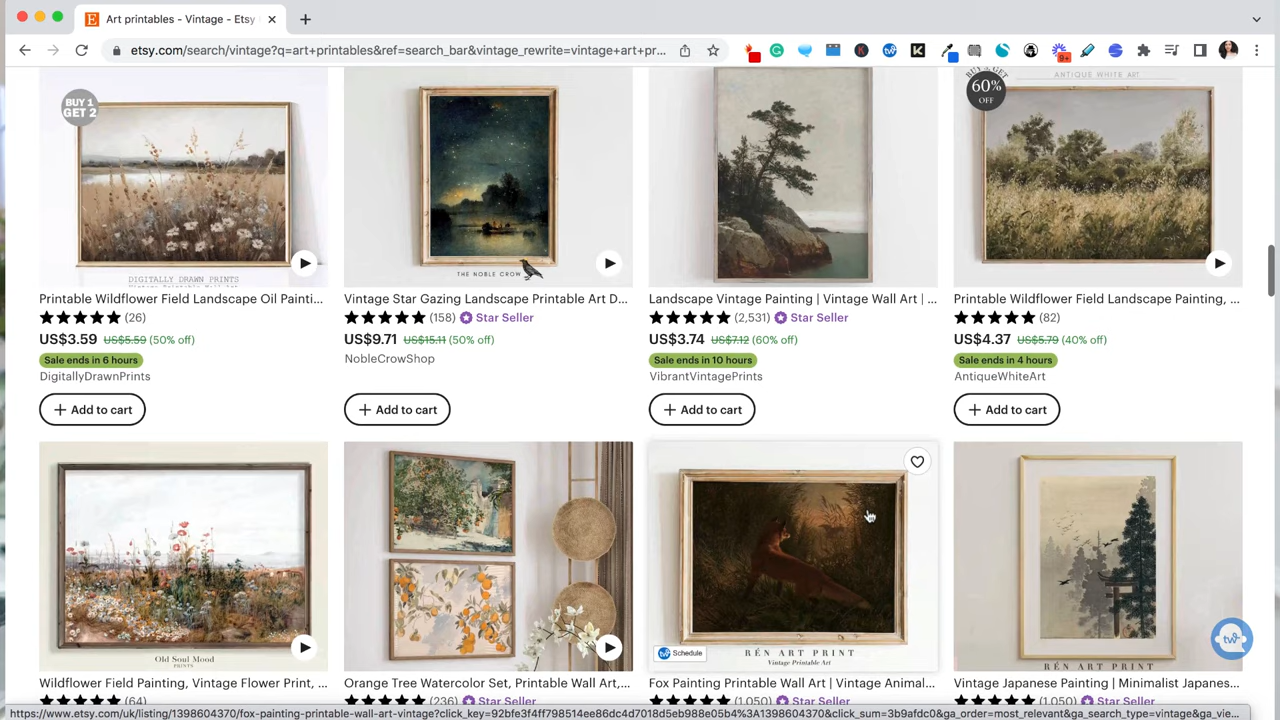 Art printables - Vintage - Etsy
etsy.com/search/vintage?q=art+printables&ref=search_bar&vintage_rewrite=vintage+art+pr...
9+
BUY 1
GET 2
DIGITALLY DRAWN PRINTS
THE NOBLE CROW
ANTIQUE WHITE ART
60%
OFF
Printable Wildflower Field Landscape Oil Painti...
(26)
US$3.59 US$5.59 (50% off)
Sale ends in 6 hours
DigitallyDrawnPrints
+ Add to cart
Vintage Star Gazing Landscape Printable Art D...
(158) Star Seller
US$9.71 US$15.11 (50% off)
NobleCrowShop
+ Add to cart
Landscape Vintage Painting | Vintage Wall Art | ...
(2,531) Star Seller
US$3.74 US$7.12 (60% off)
Sale ends in 10 hours
VibrantVintagePrints
+ Add to cart
Printable Wildflower Field Landscape Painting, ...
(82)
US$4.37 US$5.79 (40% off)
Sale ends in 4 hours
AntiqueWhiteArt
+ Add to cart
Old Soul Mood
PRINTS
Wildflower Field Painting, Vintage Flower Print, ...
(64)
Orange Tree Watercolor Set, Printable Wall Art,...
(236) Star Seller
Schedule
RÉN ART PRINT
Vintage Printable Art
Fox Painting Printable Wall Art | Vintage Animal...
(1,050) Star Seller
RÉN ART PRINT
Vintage Japanese Painting | Minimalist Japanes...
(1,050) Star Seller
tw
https://www.etsy.com/uk/listing/1398604370/fox-painting-printable-wall-art-vintage?click_key=92bfe3f4ff798514ee86dc4d7018d5eb988e05b4%3A1398604370&click_sum=3b9afdc0&ga_order=most_relevant&ga_search_type=vintage&ga_vie...